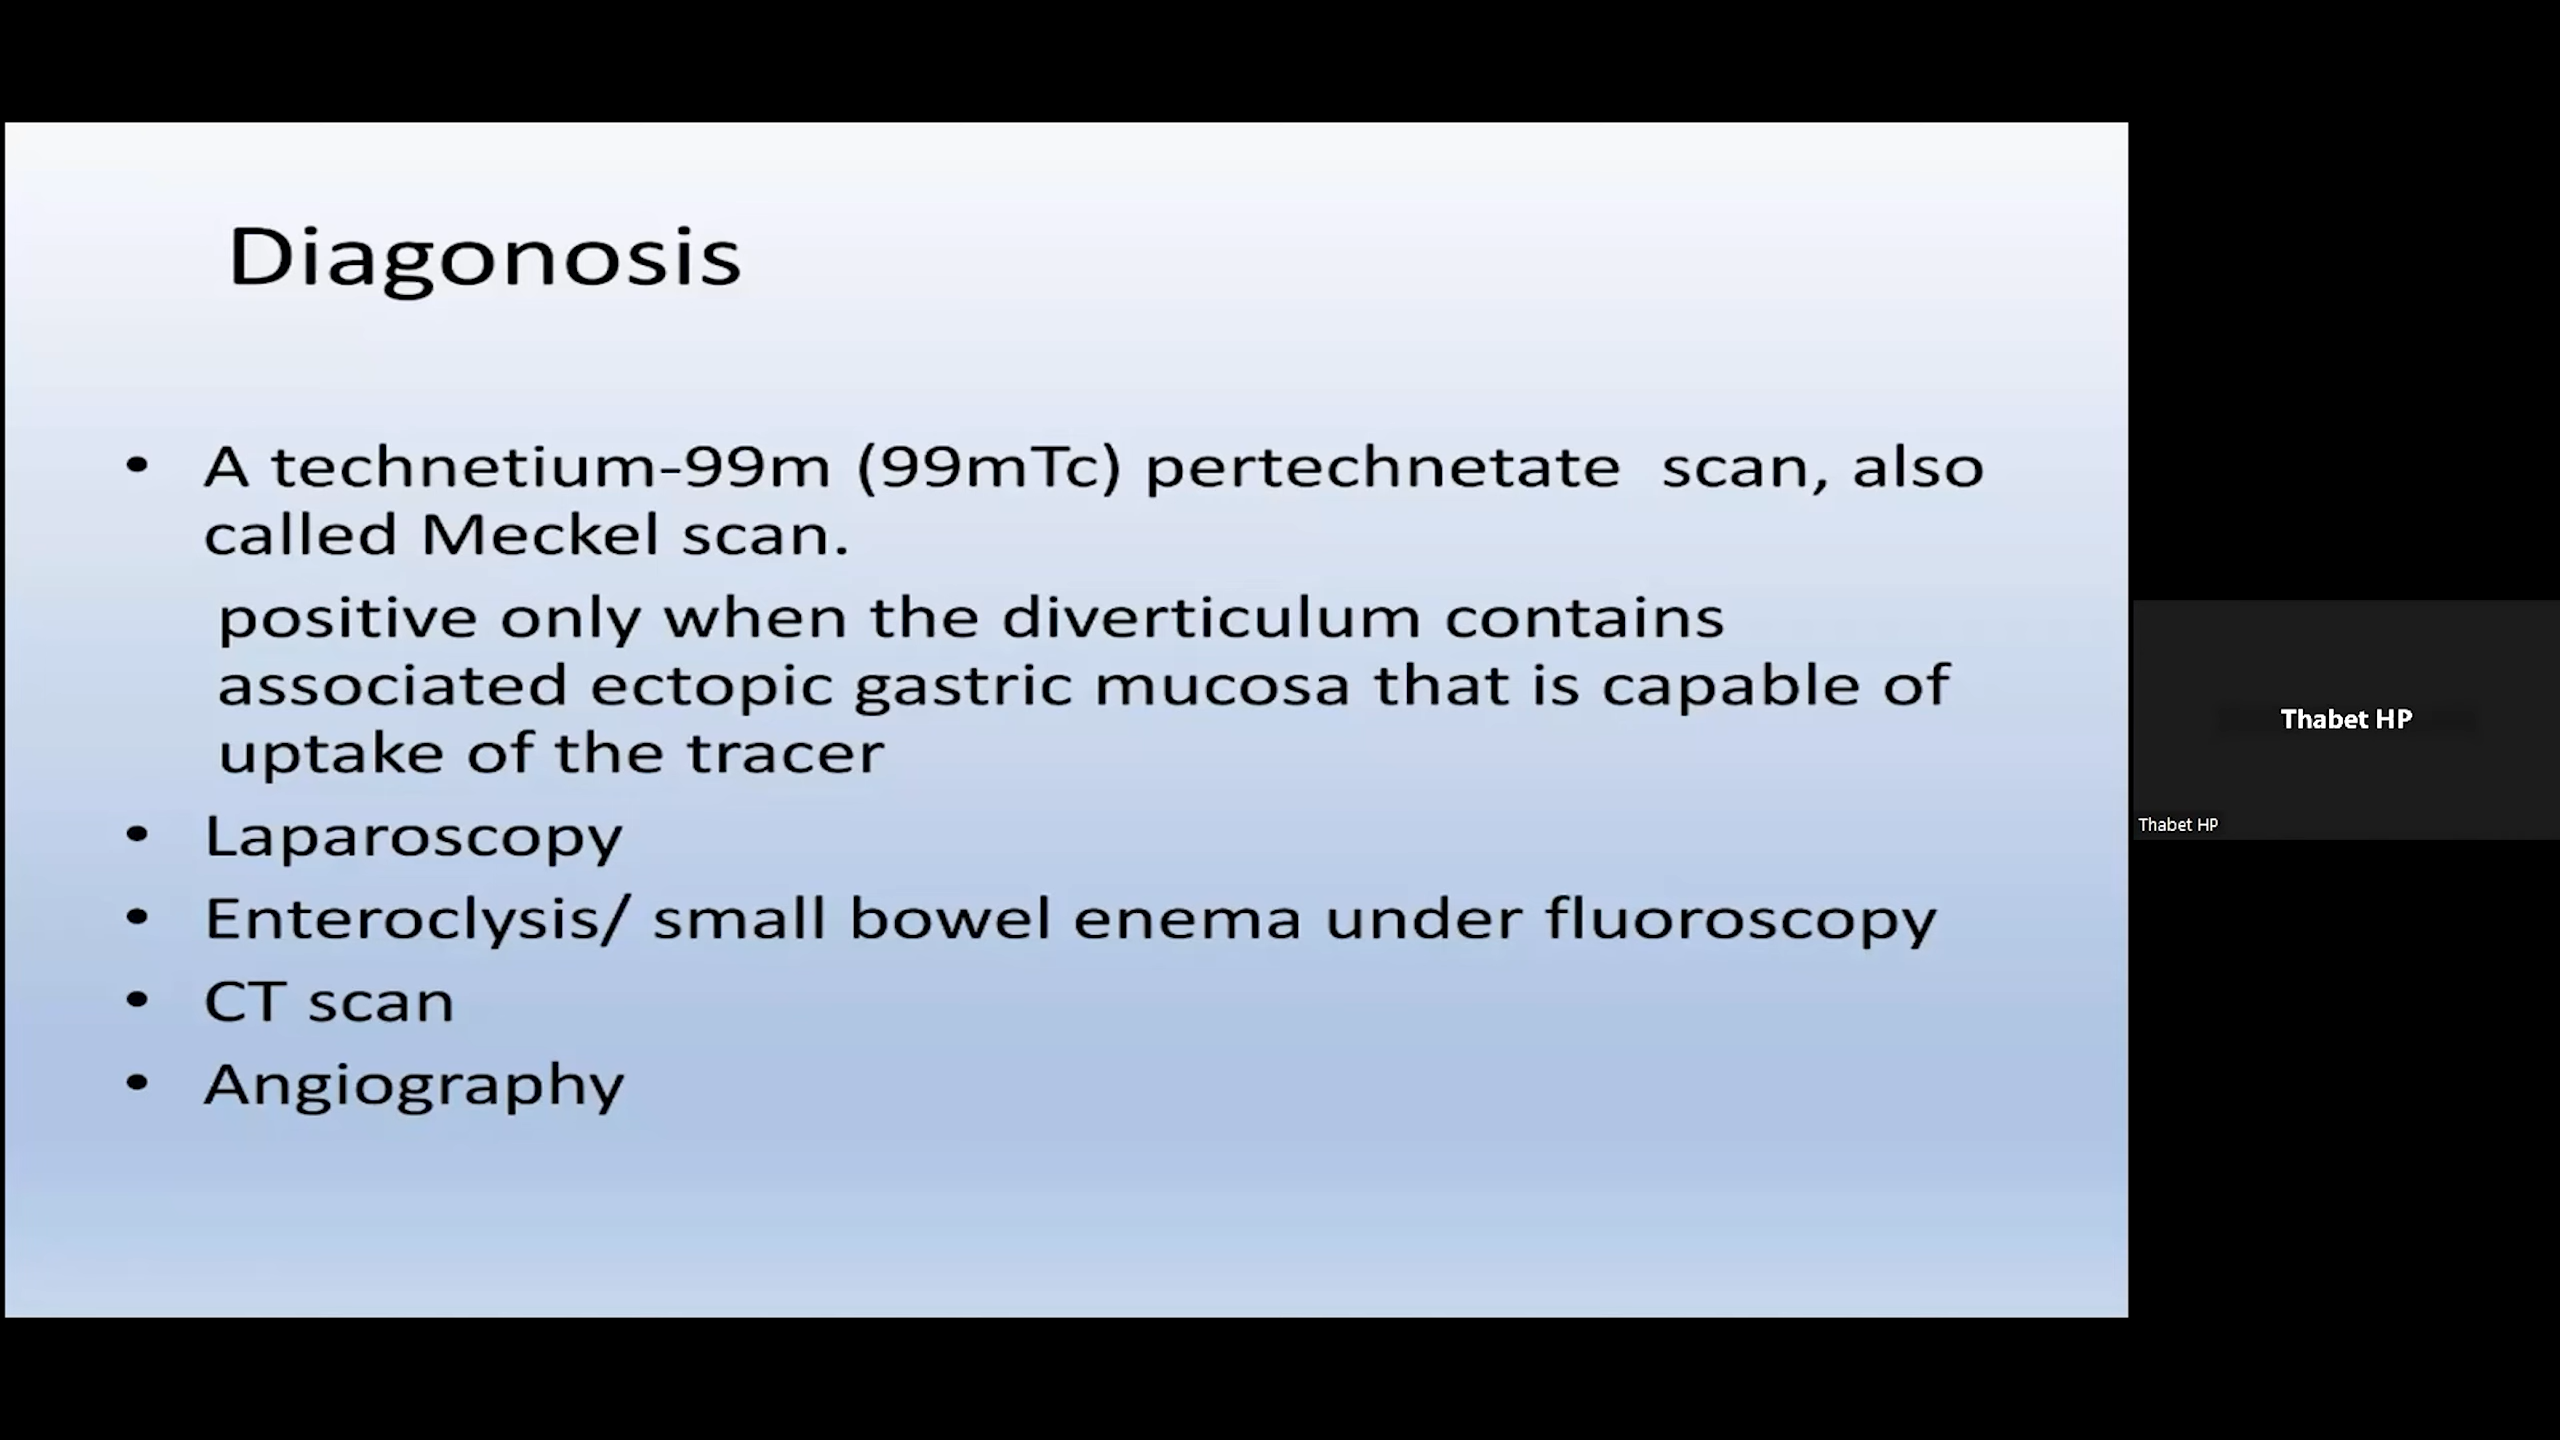 Diagonosis
• A technetium-99m (99mTc) pertechnetate scan, also
called Meckel scan.
positive only when the diverticulum contains
associated ectopic gastric mucosa that is capable of
uptake of the tracer
• Laparoscopy
• Enteroclysis/ small bowel enema under fluoroscopy
• CT scan
• Angiography
Thabet HP
Thabet HP